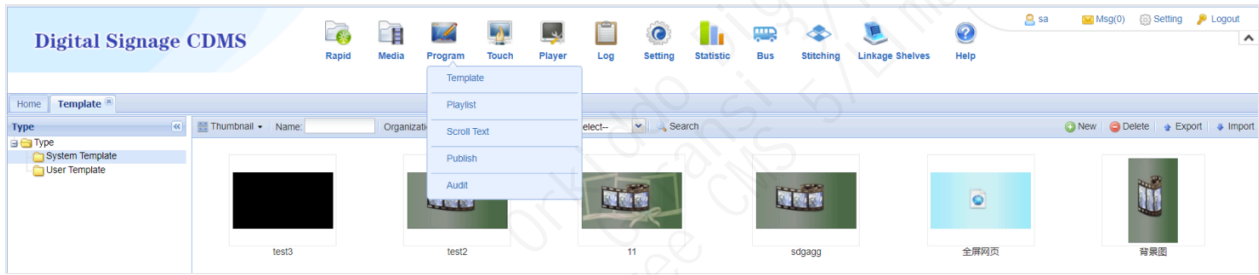 Digital Signage CDMS
sa Msg(0) Setting Logout
Rapid Media Program Touch Player Log Setting Statistic Bus Stitching Linkage Shelves Help
Template
Playlist
Scroll Text
Publish
Audit
Home Template
Type
Thumbnail Name: Organizati elect-- Search New Delete Export Import
Type
System Template
User Template
test3 test2 11 sdgagg 全屏网页 背景图